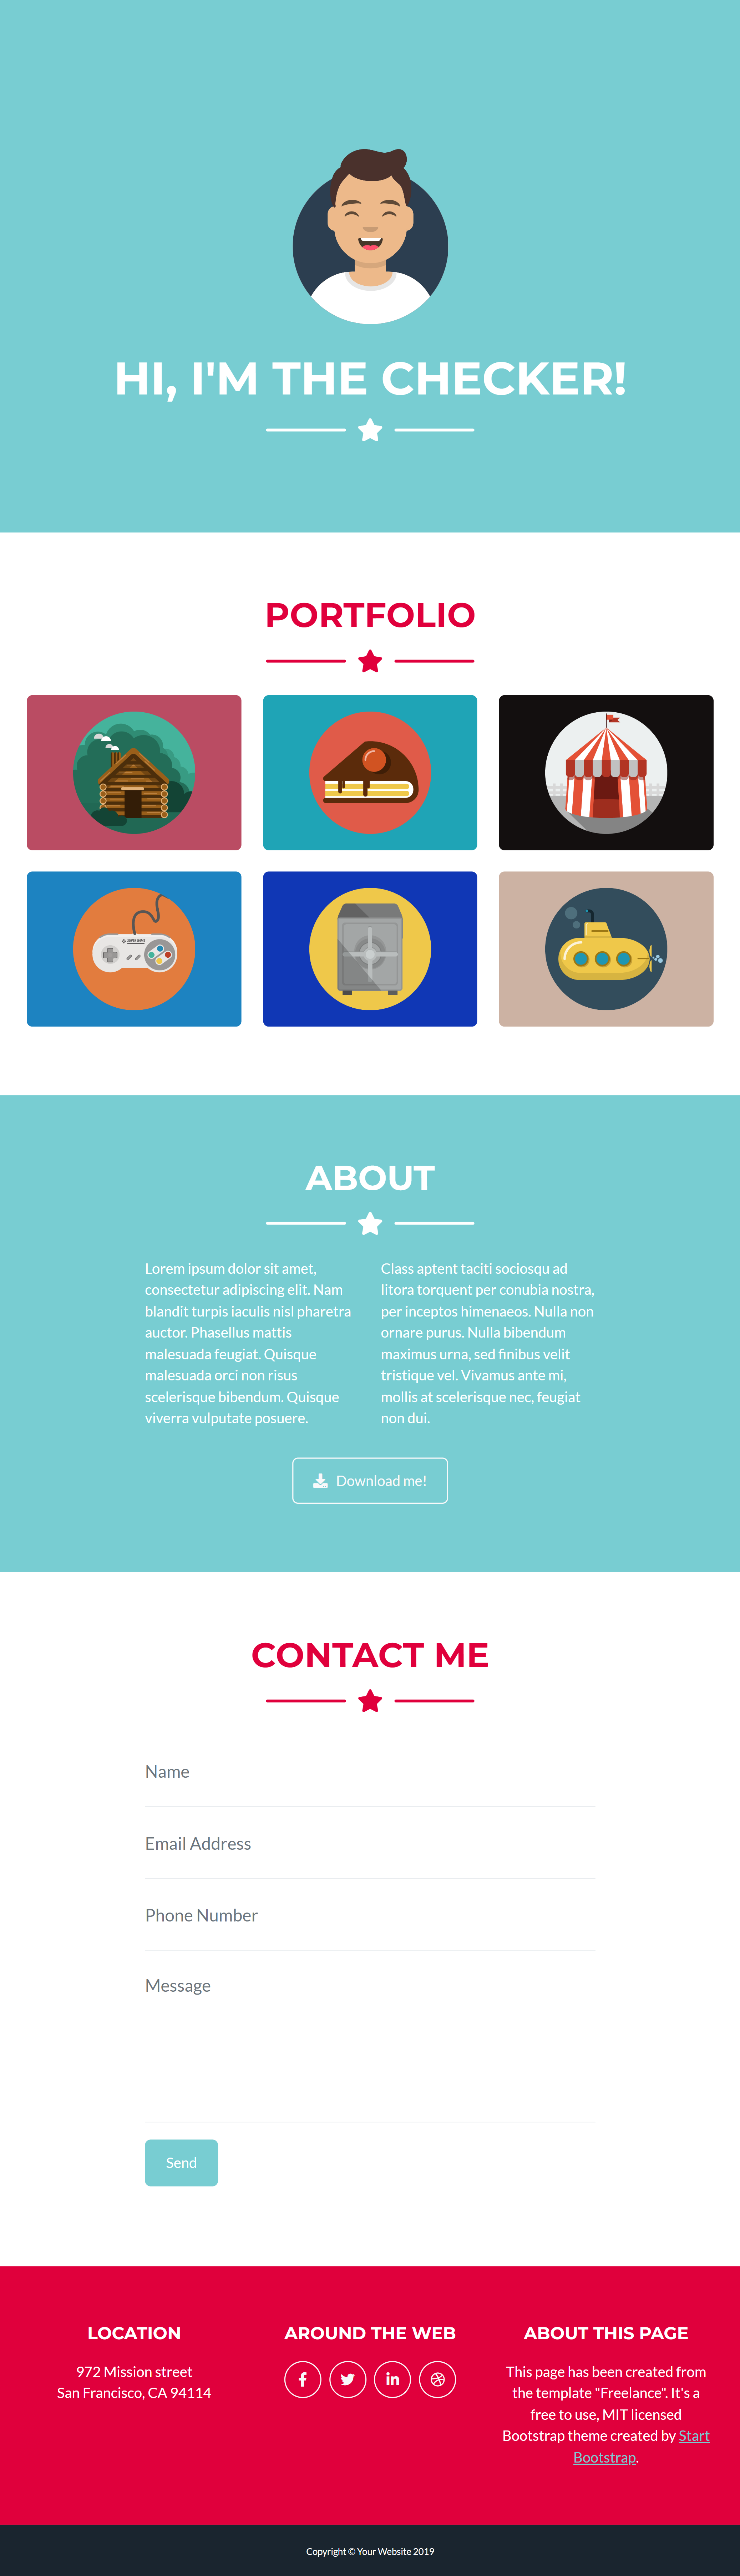 HI, I'M THE CHECKER!
PORTFOLIO
ABOUT
Lorem ipsum dolor sit amet,
consectetur adipiscing elit. Nam
blandit turpis iaculis nisl pharetra
auctor. Phasellus mattis
malesuada feugiat. Quisque
malesuada orci non risus
scelerisque bibendum. Quisque
viverra vulputate posuere.
Class aptent taciti sociosqu ad
litora torquent per conubia nostra,
per inceptos himenaeos. Nulla non
ornare purus. Nulla bibendum
maximus urna, sed finibus velit
tristique vel. Vivamus ante mi,
mollis at scelerisque nec, feugiat
non dui.
Download me!
CONTACT ME
Name
Email Address
Phone Number
Message
Send
LOCATION
972 Mission street
San Francisco, CA 94114
AROUND THE WEB
ABOUT THIS PAGE
This page has been created from
the template "Freelance". It's a
free to use, MIT licensed
Bootstrap theme created by Start
Bootstrap.
Copyright © Your Website 2019